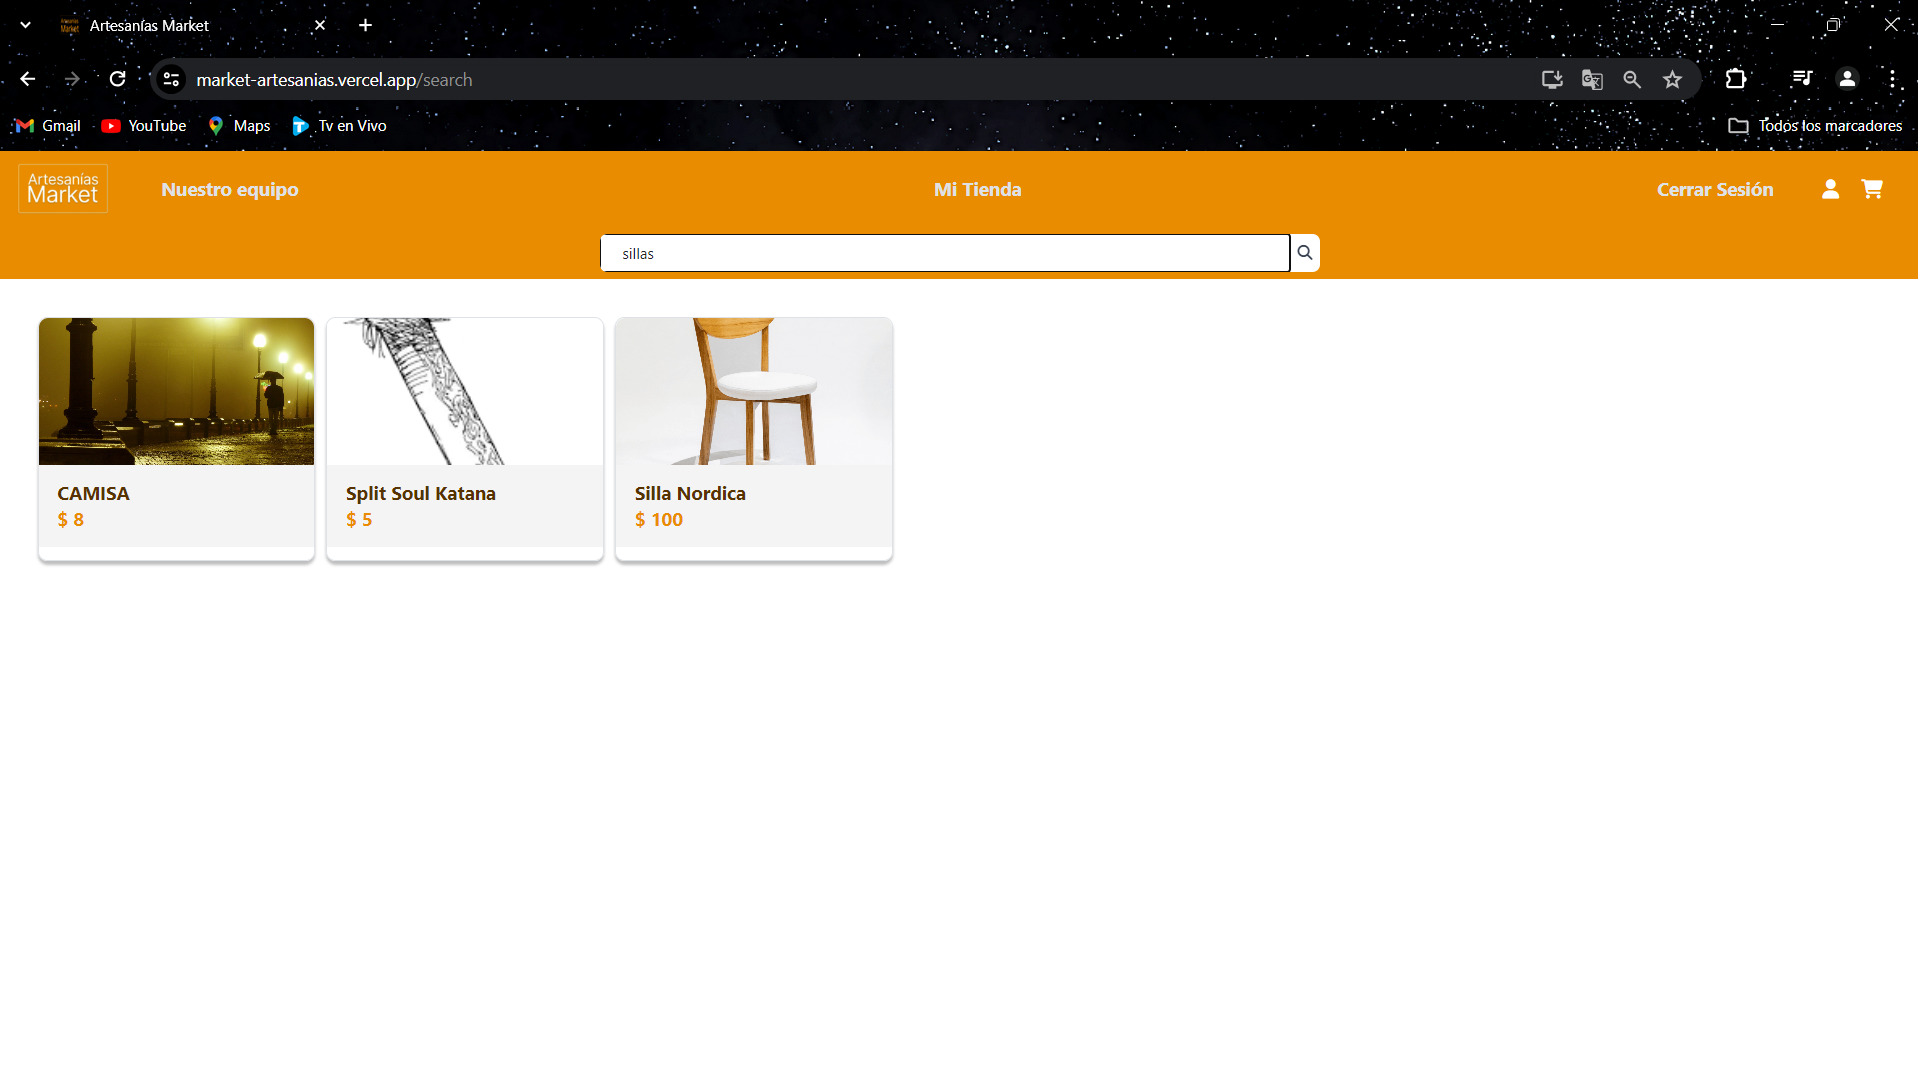 Artesanías Market
market-artesanias.vercel.app/search
Gmail
YouTube
Maps
Tv en Vivo
Todos los marcadores
Artesanías
Market
Nuestro equipo
Mi Tienda
Cerrar Sesión
sillas
CAMISA
$ 8
Split Soul Katana
$ 5
Silla Nordica
$ 100